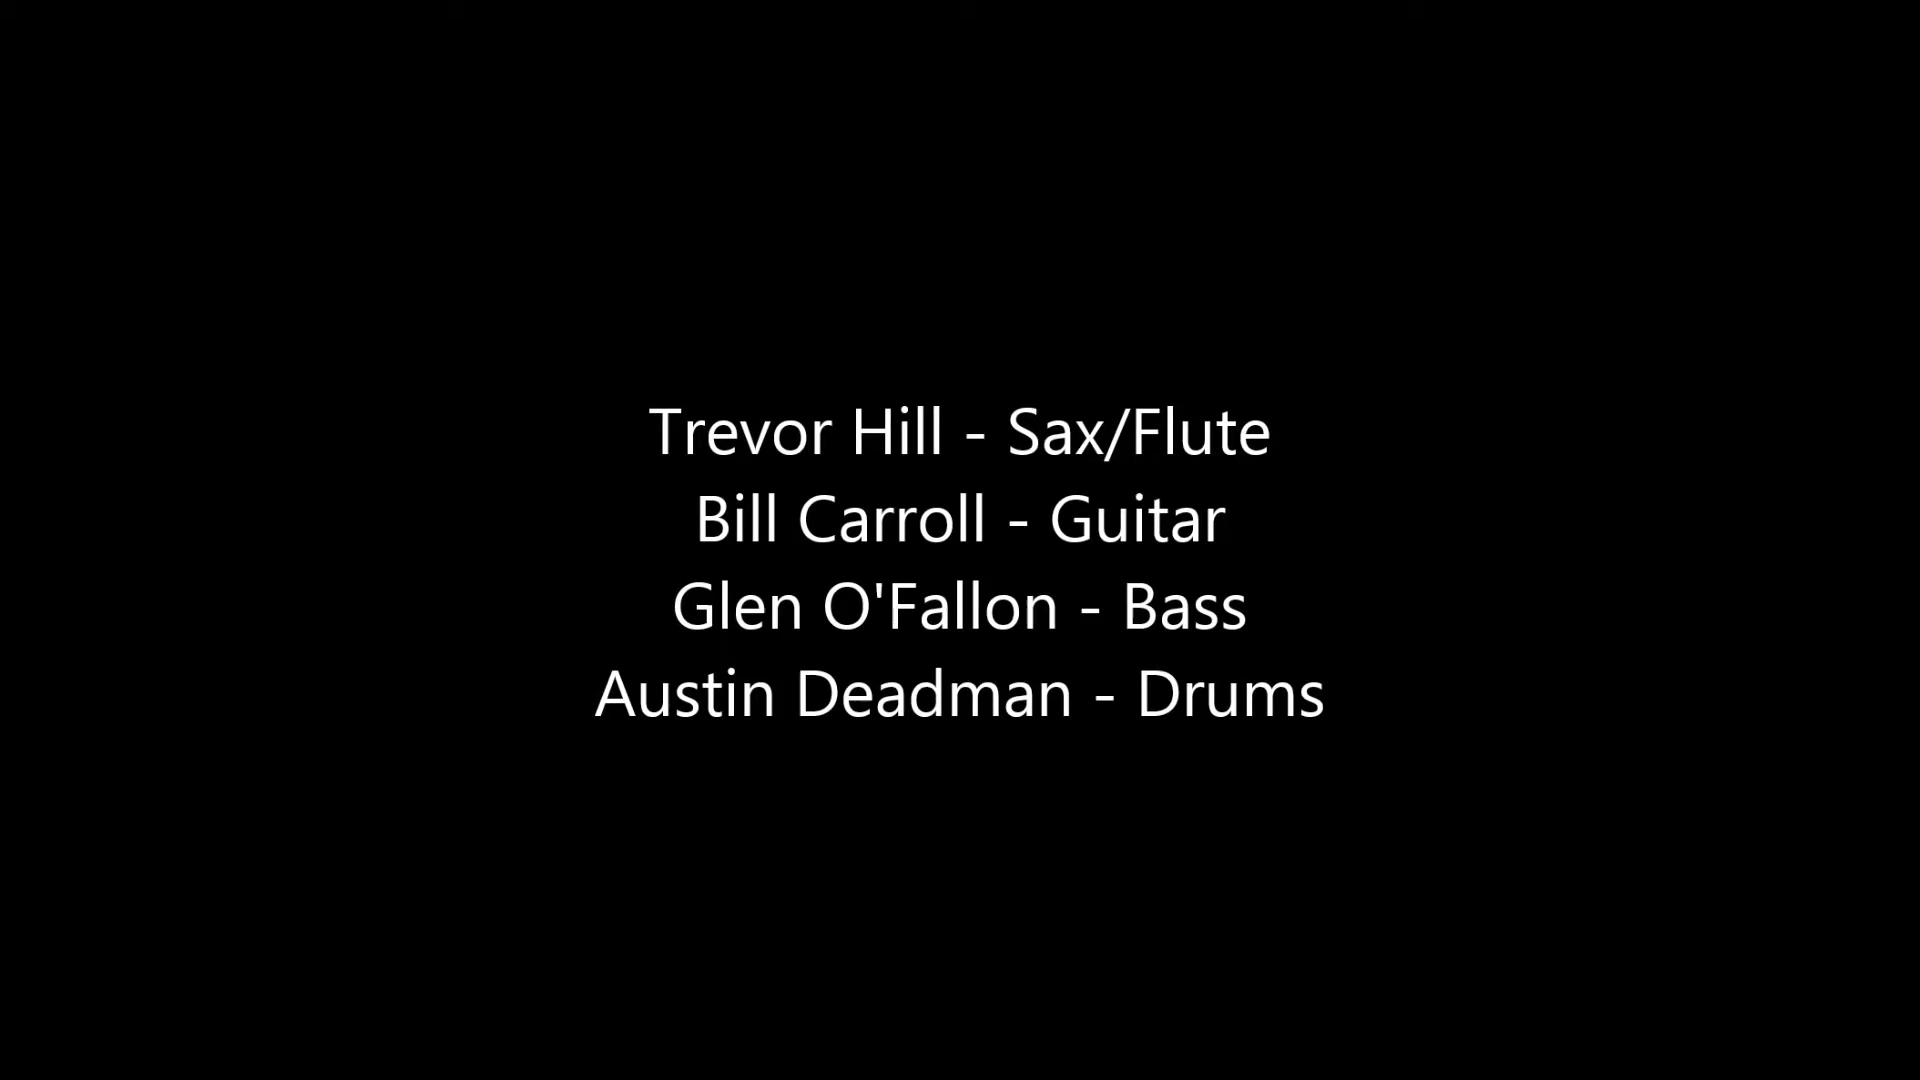 Trevor Hill - Sax/Flute
Bill Carroll - Guitar
Glen O'Fallon - Bass
Austin Deadman - Drums